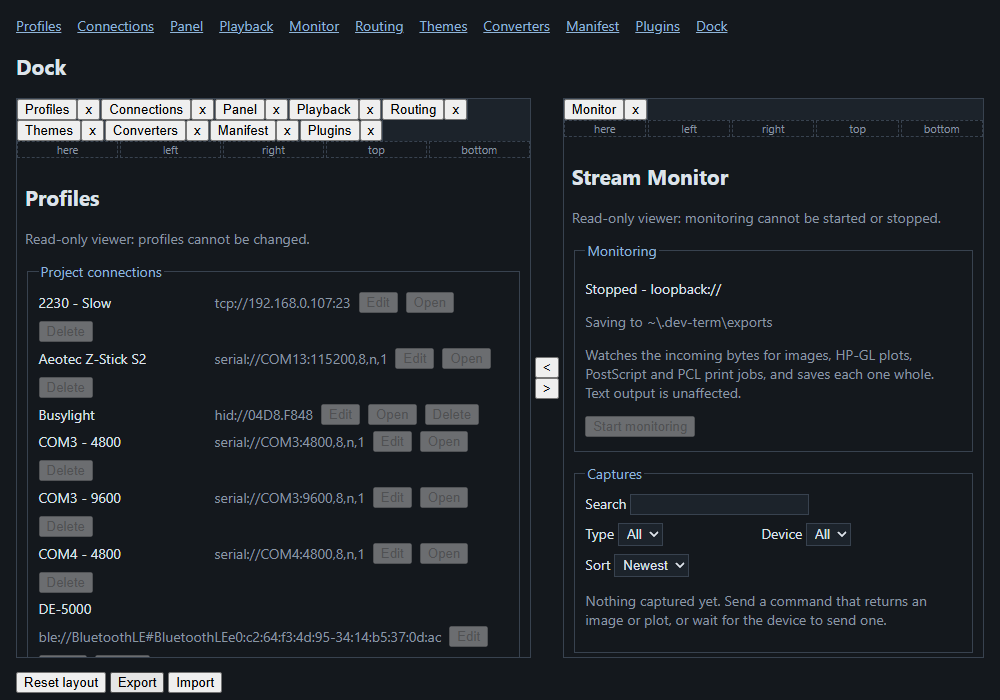 Profiles Connections Panel Playback Monitor Routing Themes Converters Manifest Plugins Dock
Dock
Profiles x Connections x Panel x Playback x Routing x
Themes x Converters x Manifest x Plugins x
here left right top bottom
Profiles
Read-only viewer: profiles cannot be changed.
Project connections
2230 - Slow tcp://192.168.0.107:23 Edit Open
Delete
Aeotec Z-Stick S2 serial://COM13:115200,8,n,1 Edit Open
Delete
Busylight hid://04D8.F848 Edit Open Delete
COM3 - 4800 serial://COM3:4800,8,n,1 Edit Open
Delete
COM3 - 9600 serial://COM3:9600,8,n,1 Edit Open
Delete
COM4 - 4800 serial://COM4:4800,8,n,1 Edit Open
Delete
DE-5000
ble://BluetoothLE#BluetoothLEe0:c2:64:f3:4d:95-34:14:b5:37:0d:ac Edit
<
>
Monitor x
here left right top bottom
Stream Monitor
Read-only viewer: monitoring cannot be started or stopped.
Monitoring
Stopped - loopback://
Saving to ~\.dev-term\exports
Watches the incoming bytes for images, HP-GL plots,
PostScript and PCL print jobs, and saves each one whole.
Text output is unaffected.
Start monitoring
Captures
Search
Type All Device All
Sort Newest
Nothing captured yet. Send a command that returns an
image or plot, or wait for the device to send one.
Reset layout Export Import